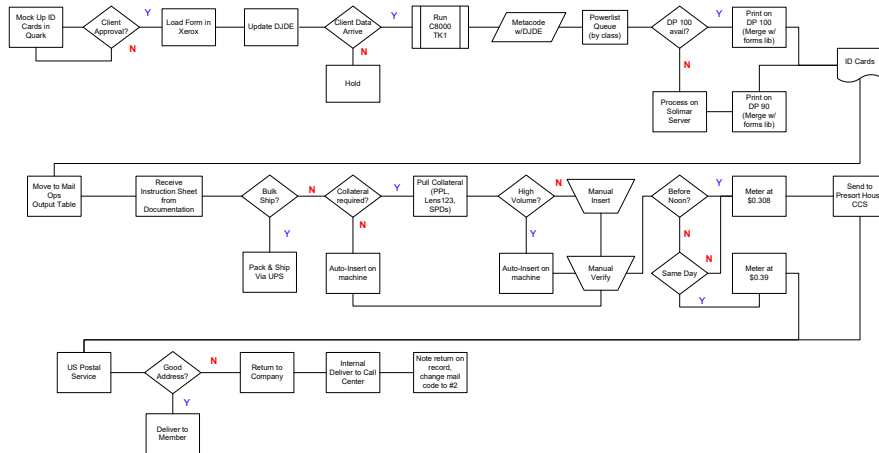 Mock Up ID
Cards in
Quark
Client
Approval?
Y
N
Load Form in
Xerox
Update DJDE
Client Data
Arrive
Y
N
Hold
Run
C8000
TK1
Metacode
w/DJDE
Powerlist
Queue
(by class)
DP 100
avail?
Y
N
Print on
DP 100
(Merge w/
forms lib)
Process on
Solimar
Server
Print on
DP 90
(Merge w/
forms lib)
ID Cards
Move to Mail
Ops
Output Table
Receive
Instruction Sheet
from
Documentation
Bulk
Ship?
N
Y
Pack & Ship
Via UPS
Collateral
required?
Y
N
Auto-Insert on
machine
Pull Collateral
(PPL,
Lens123,
SPDs)
High
Volume?
N
Y
Auto-Insert on
machine
Manual
Insert
Manual
Verify
Before
Noon?
Y
N
Same Day
N
Y
Meter at
$0.308
Meter at
$0.39
Send to
Presort House
CCS
US Postal
Service
Good
Address?
N
Y
Deliver to
Member
Return to
Company
Internal
Deliver to Call
Center
Note return on
record,
change mail
code to #2